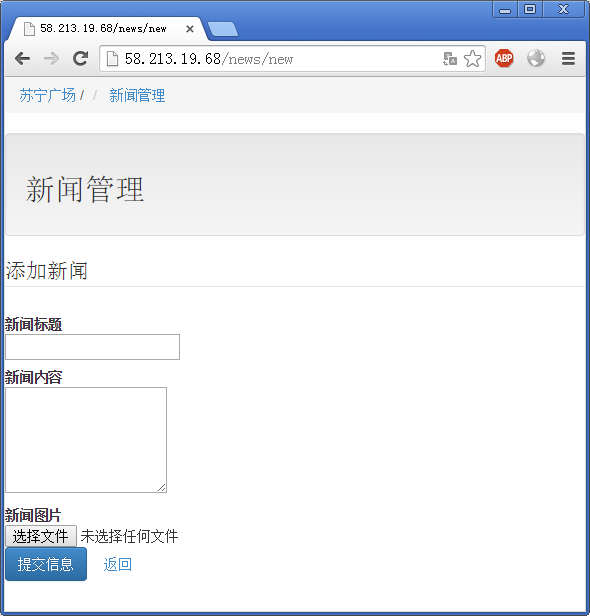 58.213.19.68/news/new
58.213.19.68/news/new
ABP
苏宁广场 / / 新闻管理
新闻管理
添加新闻
新闻标题
新闻内容
新闻图片
选择文件 未选择任何文件
提交信息 返回